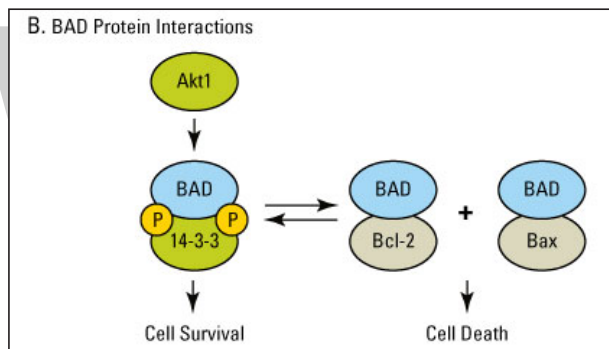 B. BAD Protein Interactions
Akt1
BAD
BAD
BAD
P
P
+
14-3-3
Bcl-2
Bax
Cell Survival
Cell Death